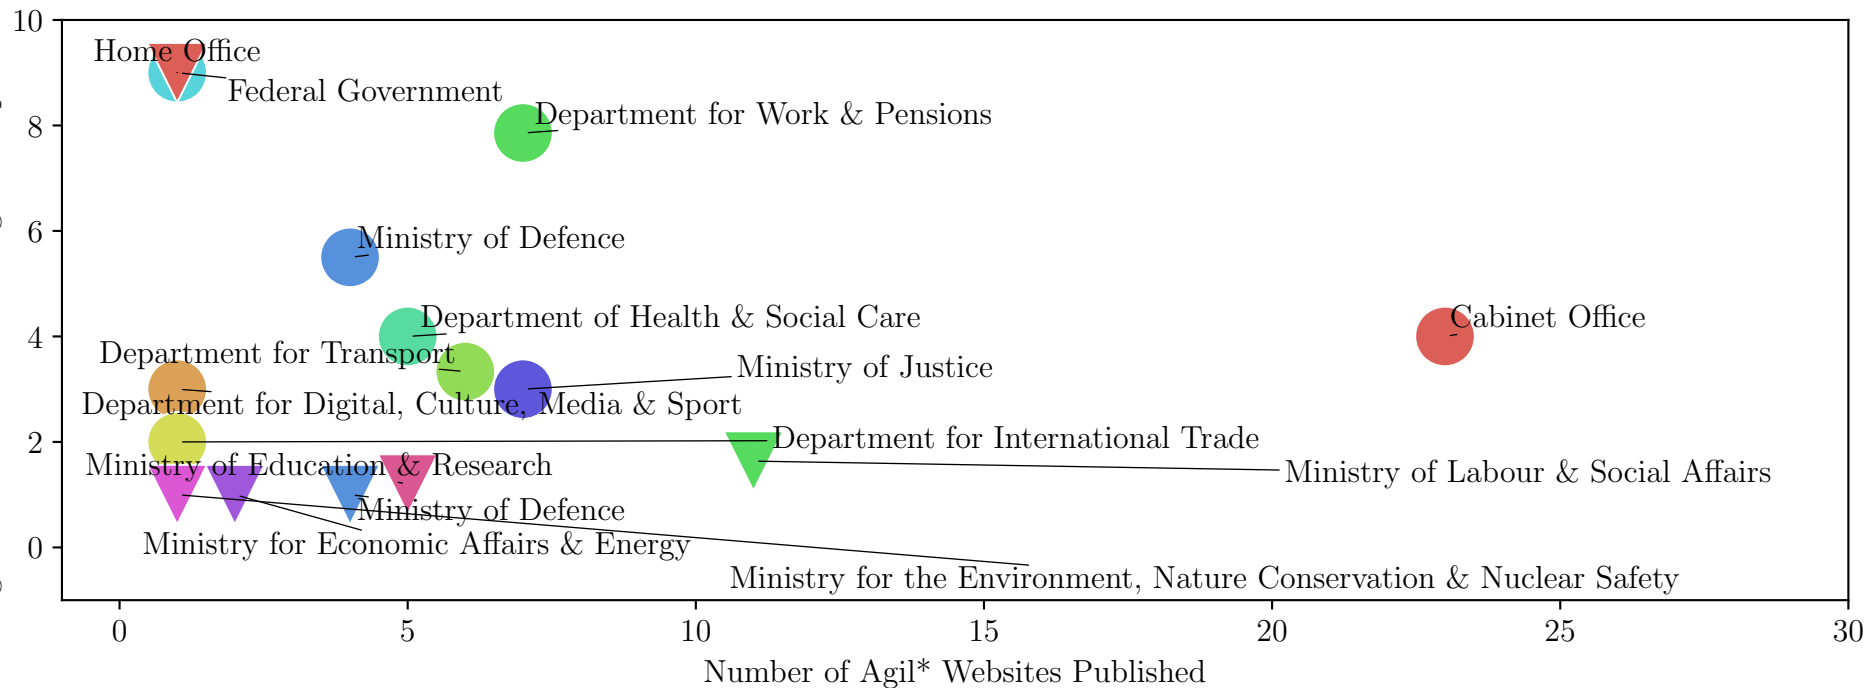 10
Home Office
Federal Government
Department for Work & Pensions
8
Ministry of Defence
6
Department of Health & Social Care
Cabinet Office
4
Department for Transport
Ministry of Justice
Department for Digital, Culture, Media & Sport
2
Department for International Trade
Ministry of Education & Research
Ministry of Labour & Social Affairs
Ministry of Defence
Ministry for Economic Affairs & Energy
0
Ministry for the Environment, Nature Conservation & Nuclear Safety
0 5 10 15 20 25 30
Number of Agil* Websites Published